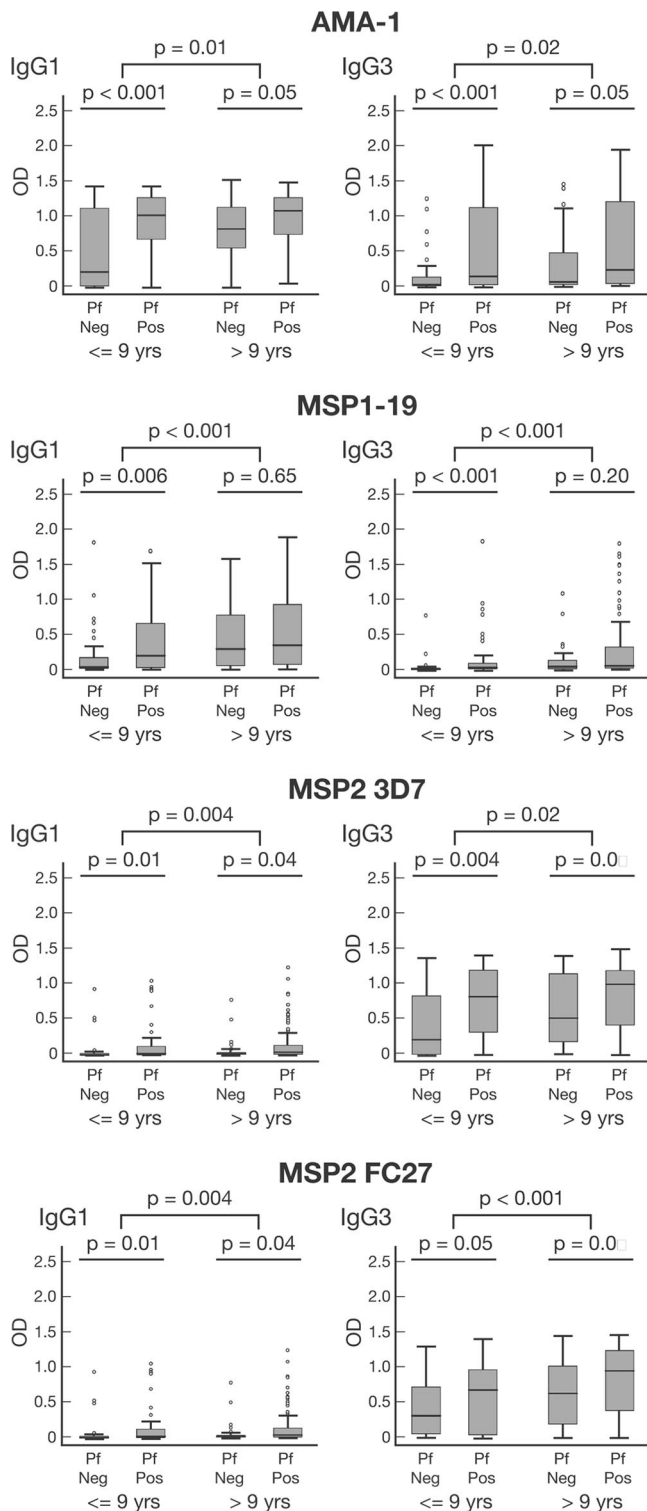 AMA-1
IgG1
p = 0.01
p < 0.001
p = 0.05
OD
2.5
2.0
1.5
1.0
0.5
0
Pf Pf Pf Pf
Neg Pos Neg Pos
<= 9 yrs > 9 yrs
IgG3
p = 0.02
p < 0.001
p = 0.05
OD
2.5
2.0
1.5
1.0
0.5
0
Pf Pf Pf Pf
Neg Pos Neg Pos
<= 9 yrs > 9 yrs
MSP1-19
IgG1
p < 0.001
p = 0.006
p = 0.65
OD
2.5
2.0
1.5
1.0
0.5
0
Pf Pf Pf Pf
Neg Pos Neg Pos
<= 9 yrs > 9 yrs
IgG3
p < 0.001
p < 0.001
p = 0.20
OD
2.5
2.0
1.5
1.0
0.5
0
Pf Pf Pf Pf
Neg Pos Neg Pos
<= 9 yrs > 9 yrs
MSP2 3D7
IgG1
p = 0.004
p = 0.01
p = 0.04
OD
2.5
2.0
1.5
1.0
0.5
0
Pf Pf Pf Pf
Neg Pos Neg Pos
<= 9 yrs > 9 yrs
IgG3
p = 0.02
p = 0.004
p = 0.0
OD
2.5
2.0
1.5
1.0
0.5
0
Pf Pf Pf Pf
Neg Pos Neg Pos
<= 9 yrs > 9 yrs
MSP2 FC27
IgG1
p = 0.004
p = 0.01
p = 0.04
OD
2.5
2.0
1.5
1.0
0.5
0
Pf Pf Pf Pf
Neg Pos Neg Pos
<= 9 yrs > 9 yrs
IgG3
p < 0.001
p = 0.05
p = 0.0
OD
2.5
2.0
1.5
1.0
0.5
0
Pf Pf Pf Pf
Neg Pos Neg Pos
<= 9 yrs > 9 yrs